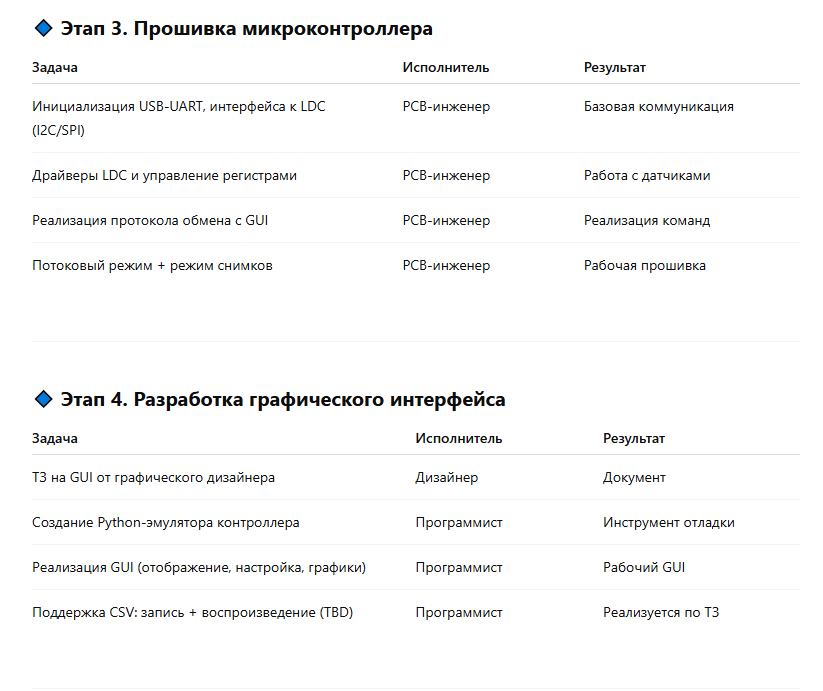 Этап 3. Прошивка микроконтроллера
Задача Исполнитель Результат
Инициализация USB-UART, интерфейса к LDC (I2C/SPI) PCB-инженер Базовая коммуникация
Драйверы LDC и управление регистрами PCB-инженер Работа с датчиками
Реализация протокола обмена с GUI PCB-инженер Реализация команд
Потоковый режим + режим снимков PCB-инженер Рабочая прошивка
Этап 4. Разработка графического интерфейса
Задача Исполнитель Результат
ТЗ на GUI от графического дизайнера Дизайнер Документ
Создание Python-эмулятора контроллера Программист Инструмент отладки
Реализация GUI (отображение, настройка, графики) Программист Рабочий GUI
Поддержка CSV: запись + воспроизведение (TBD) Программист Реализуется по ТЗ